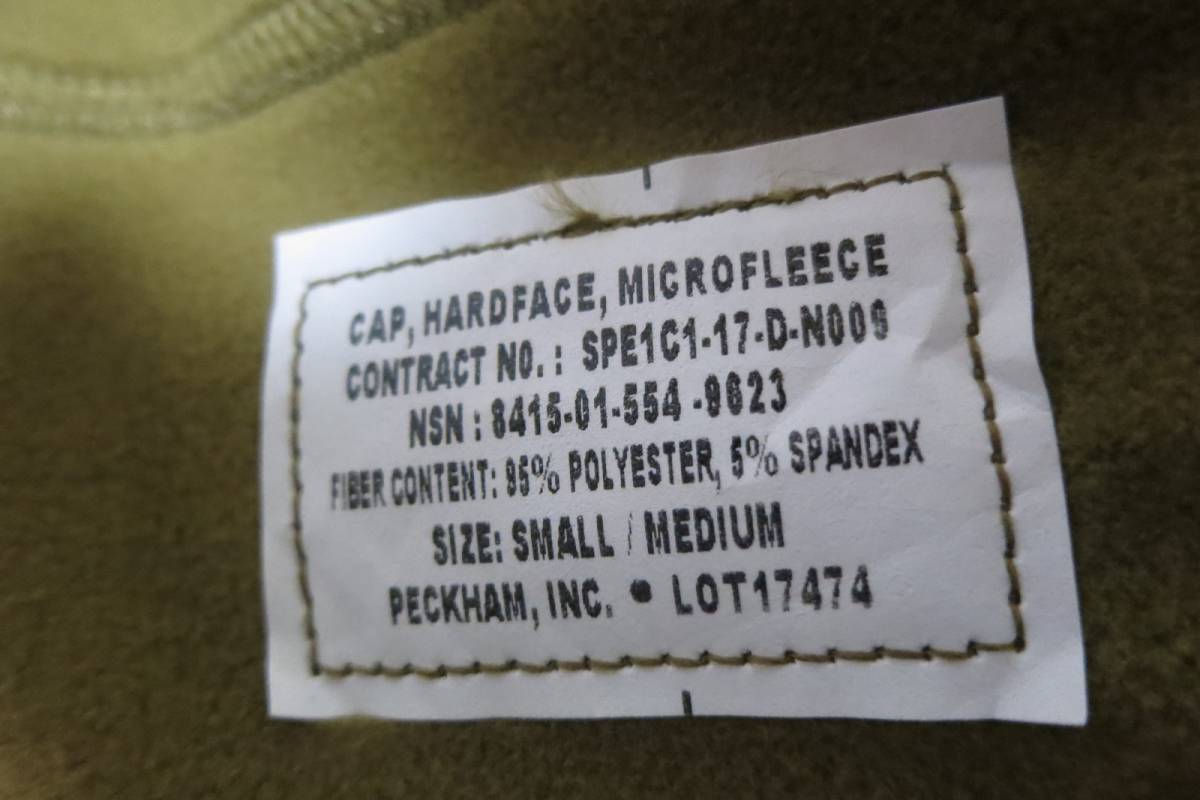 CAP, HARDFACE, MICROFLEECE
CONTRACT NO.: SPE1C1-17-D-N009
NSN: 8415-01-554-9623
FIBER CONTENT: 95% POLYESTER, 5% SPANDEX
SIZE: SMALL / MEDIUM
PECKHAM, INC. • LOT17474